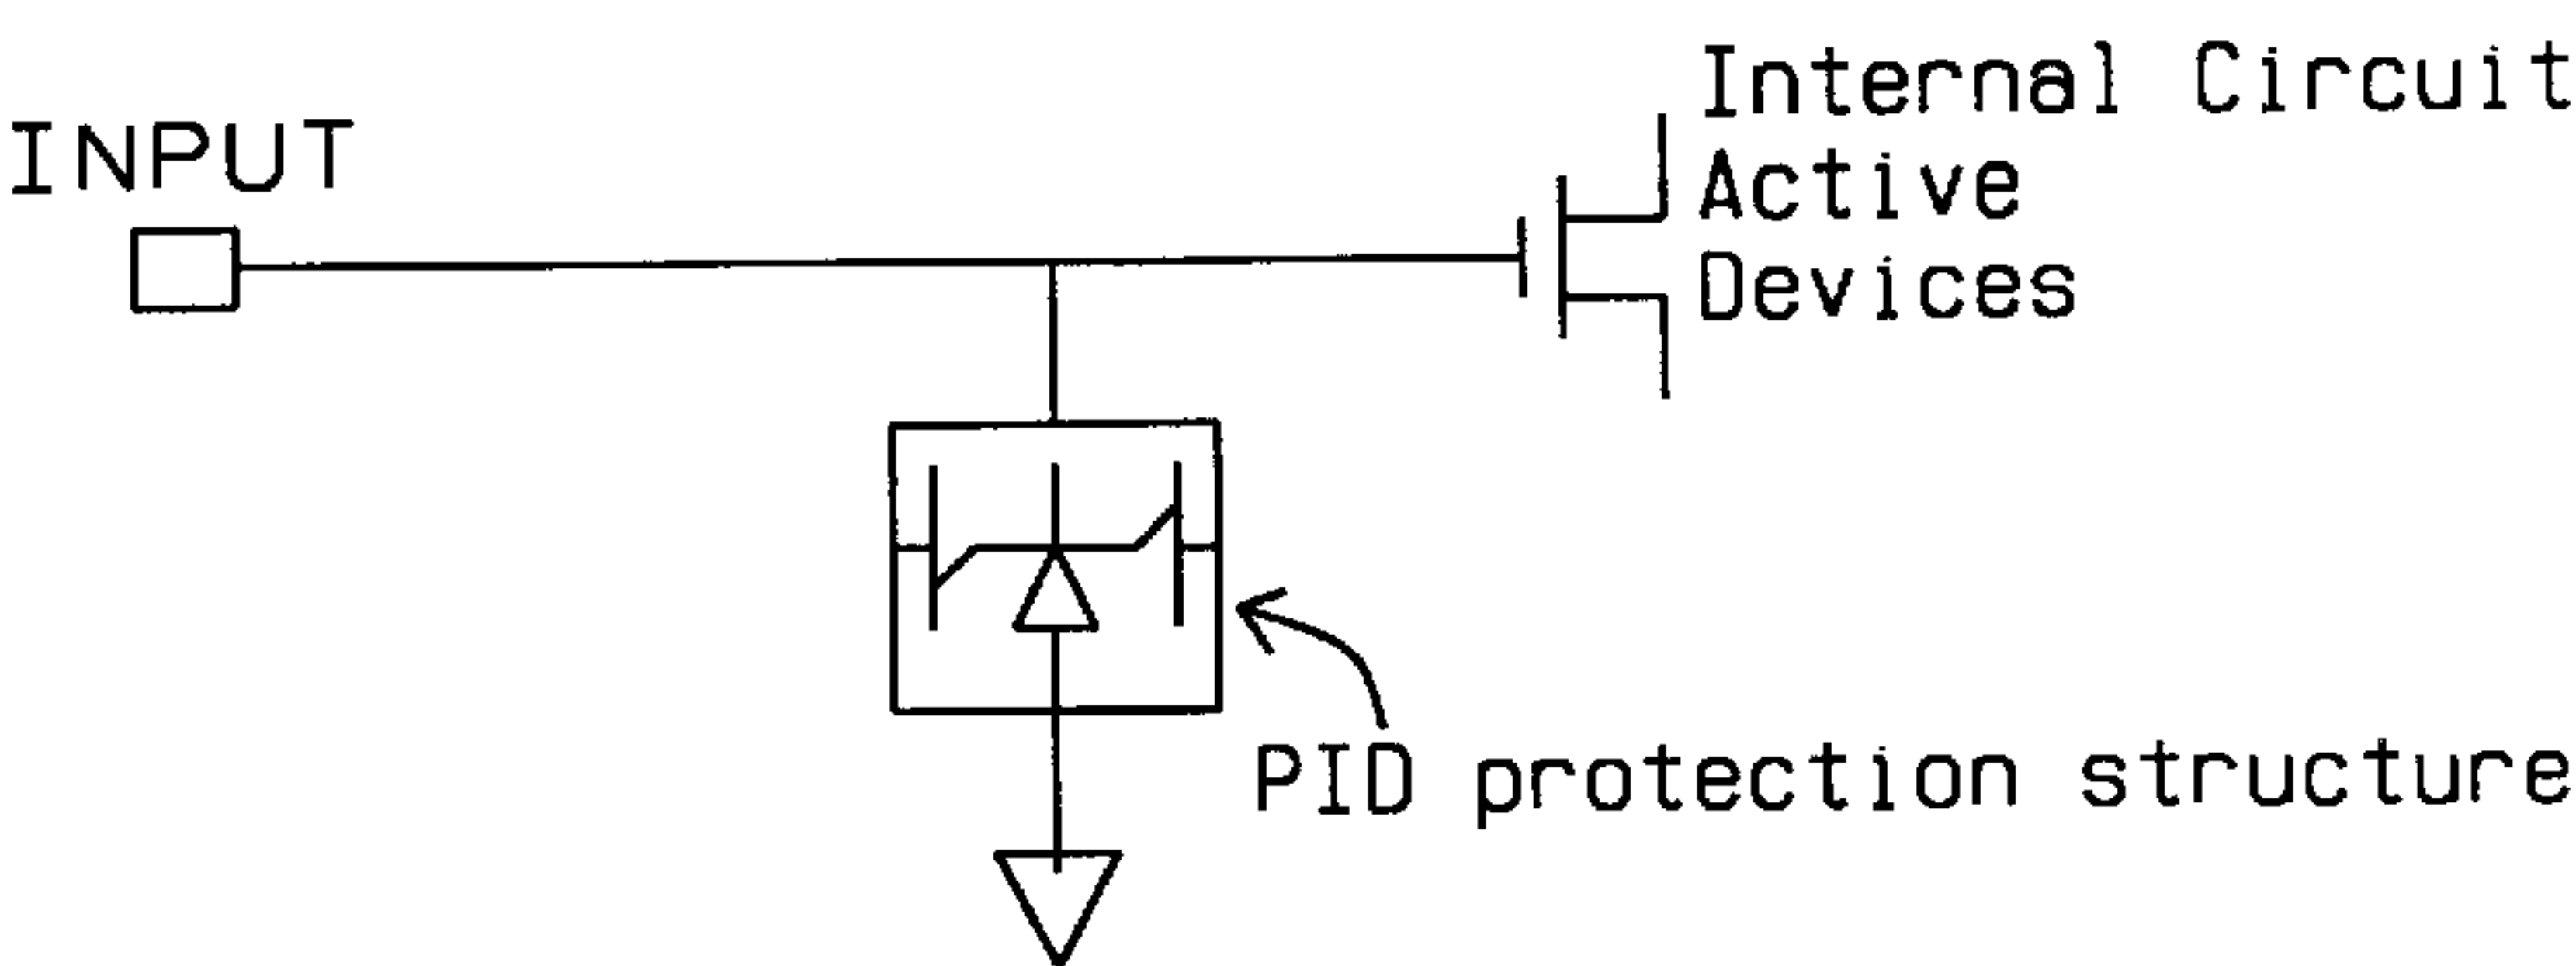 INPUT
Internal Circuit
Active
Devices
PID protection structure